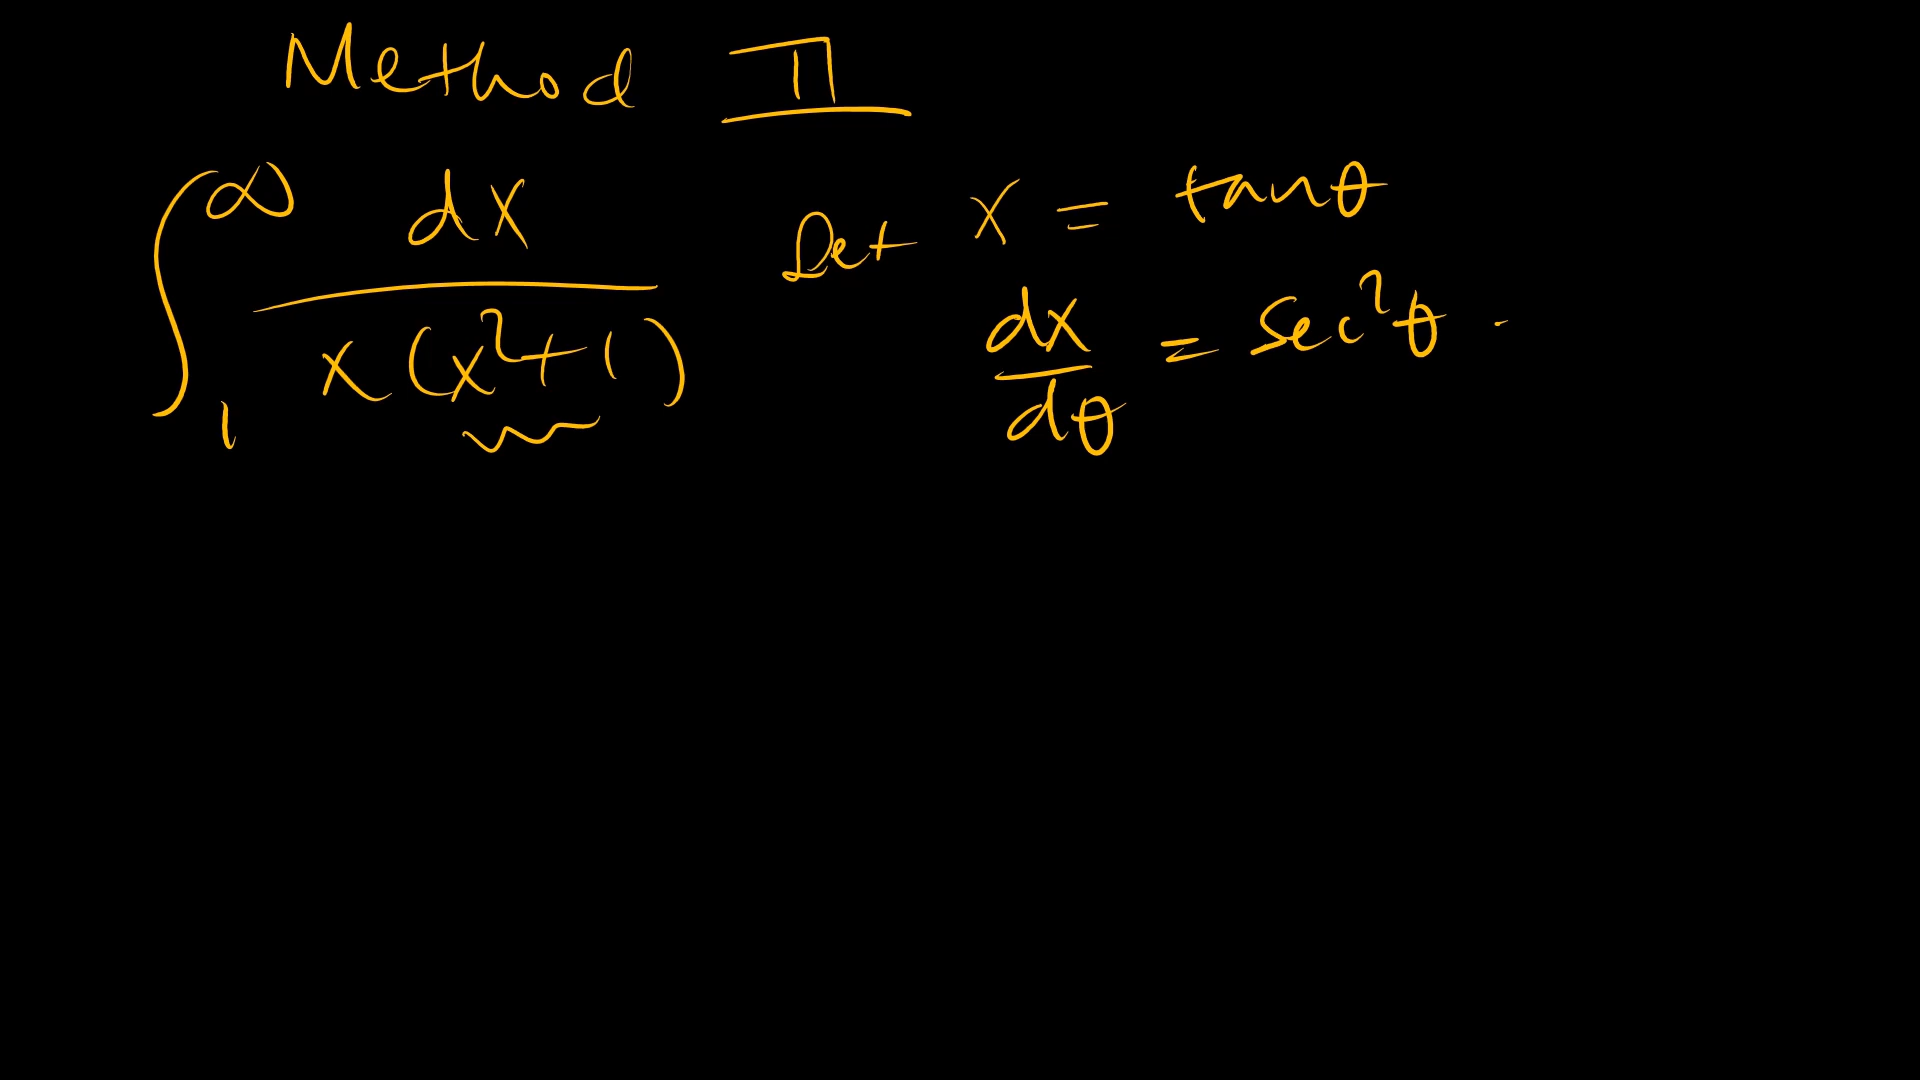 Method II
∫₁^∞ dx / x(x²+1) Let x = tanθ
dx/dθ = sec²θ .